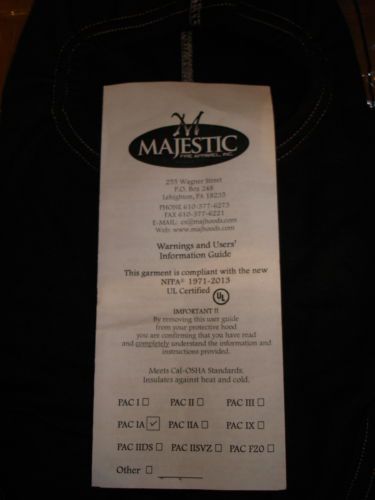 M
MAJESTIC
FIRE APPAREL, INC.
255 Wagner Street
P.O. Box 248
Lehighton, PA 18235
PHONE 610-377-6273
FAX 610-377-6221
E-MAIL: cs@majhoods.com
Web: www.majhoods.com
Warnings and Users'
Information Guide
This garment is compliant with the new
NFPA® 1971-2013
UL Certified UL
IMPORTANT !!
By removing this user guide
from your protective hood
you are confirming that you have read
and completely understand the information and
instructions provided.
Meets Cal-OSHA Standards.
Insulates against heat and cold.
PAC I ☐ PAC II ☐ PAC III ☐
PAC IA ☑ PAC IIA ☐ PAC IX ☐
PAC IIDS ☐ PAC IISVZ ☐ PAC F20 ☐
Other ☐